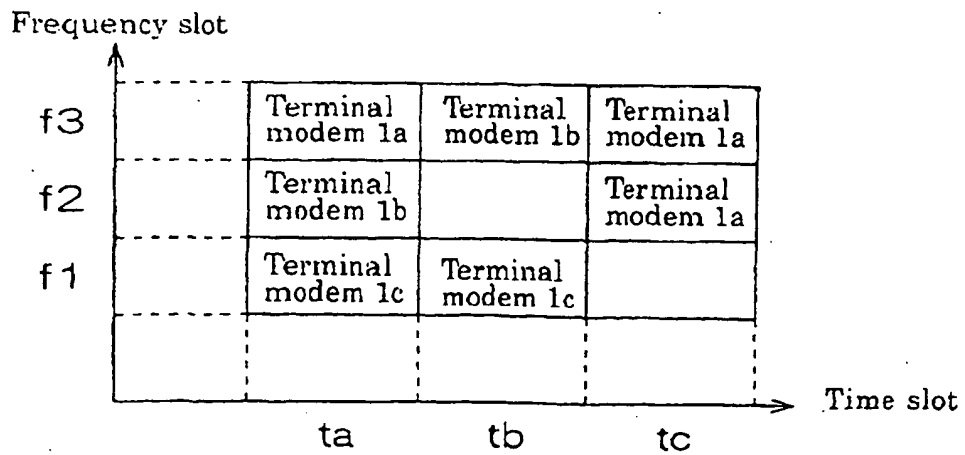 Frequency slot
f3
Terminal
modem 1a
Terminal
modem 1b
Terminal
modem 1a
f2
Terminal
modem 1b
Terminal
modem 1a
f1
Terminal
modem 1c
Terminal
modem 1c
Time slot
ta
tb
tc